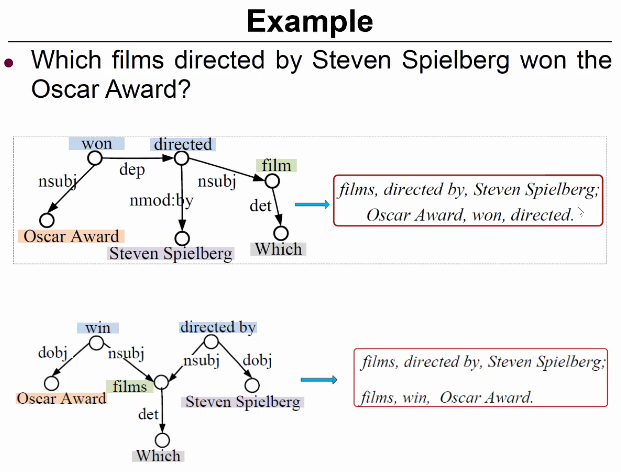 Example
Which films directed by Steven Spielberg won the
Oscar Award?
won
directed
film
nsubj
dep
nsubj
nmod:by
det
Oscar Award
Steven Spielberg
Which
films, directed by, Steven Spielberg;
Oscar Award, won, directed.
win
directed by
dobj
nsubj
nsubj
dobj
films
Oscar Award
Steven Spielberg
det
Which
films, directed by, Steven Spielberg;
films, win, Oscar Award.